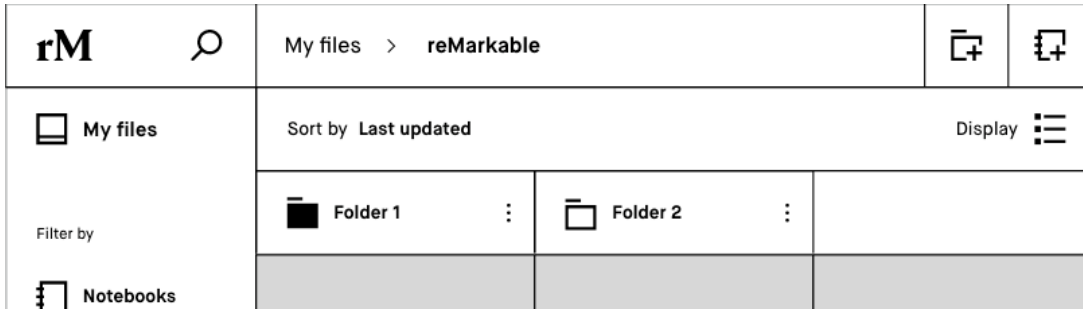 rM
My files > reMarkable
My files
Sort by Last updated
Display
Folder 1
Folder 2
Filter by
Notebooks